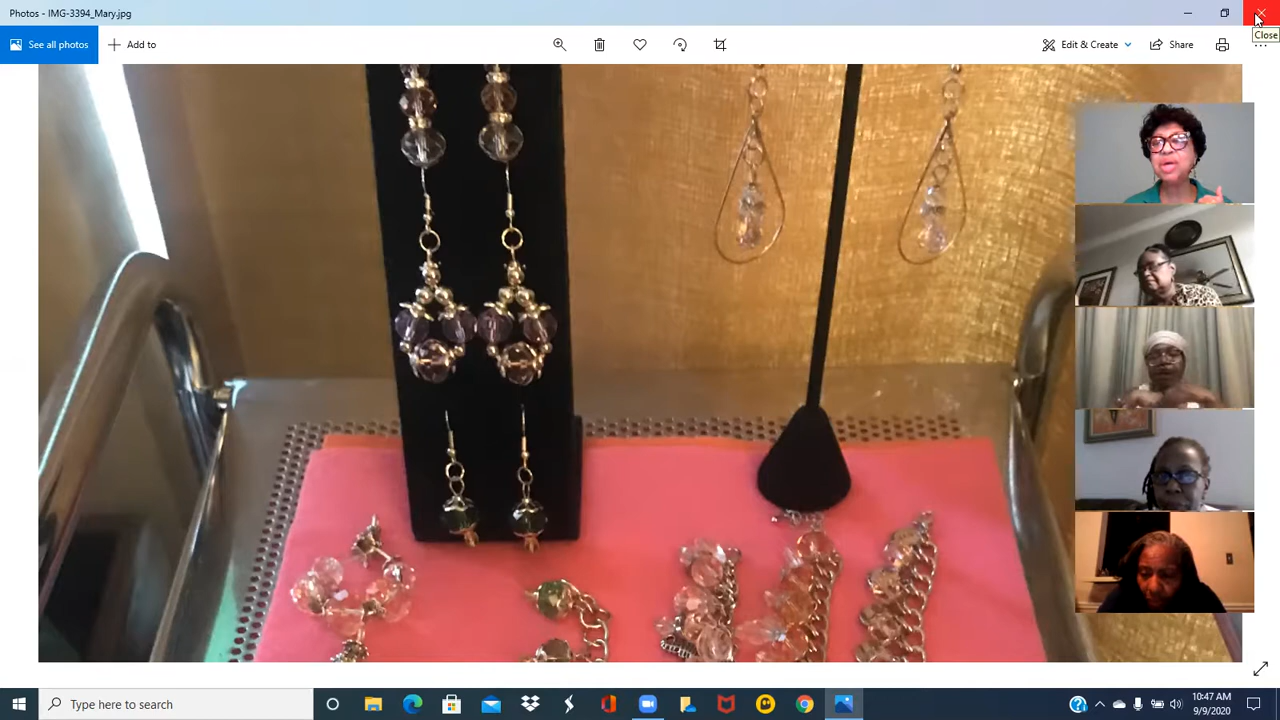 Photos - IMG-3394_Mary.jpg
See all photos
Add to
Edit & Create
Share
Close
Type here to search
10:47 AM
9/9/2020